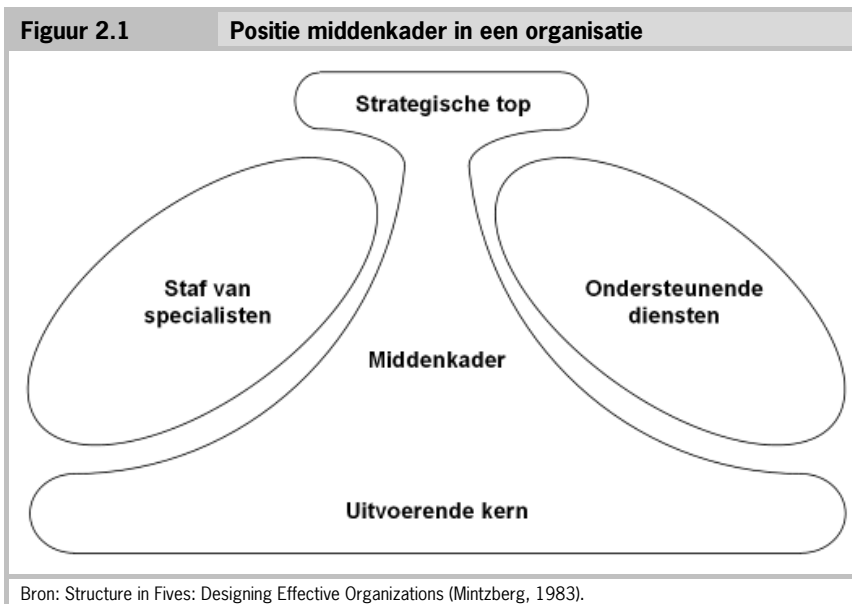 Figuur 2.1 Positie middenkader in een organisatie
Strategische top
Staf van
specialisten
Ondersteunende
diensten
Middenkader
Uitvoerende kern
Bron: Structure in Fives: Designing Effective Organizations (Mintzberg, 1983).